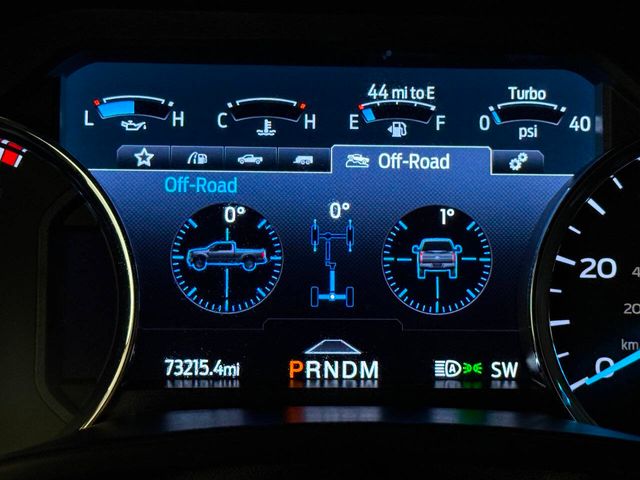 44 mi to E
Turbo
L H C H E F 0 40
psi
Off-Road
Off-Road
0° 0° 1°
20
0
73215.4mi PRNDM A SW